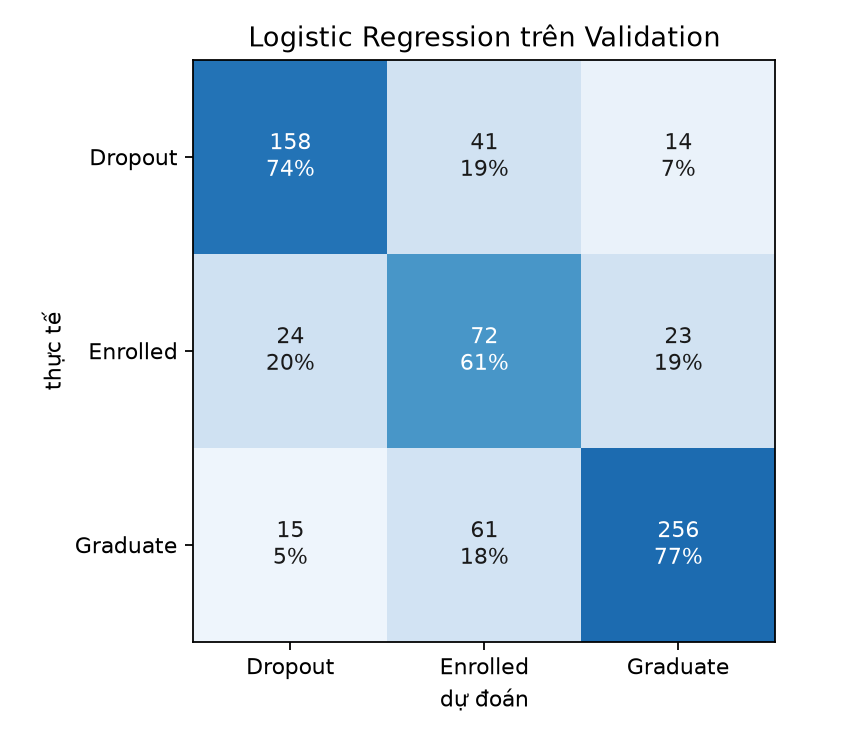 Logistic Regression trên Validation
thực tế
Dropout
158
74%
41
19%
14
7%
Enrolled
24
20%
72
61%
23
19%
Graduate
15
5%
61
18%
256
77%
Dropout
Enrolled
Graduate
dự đoán